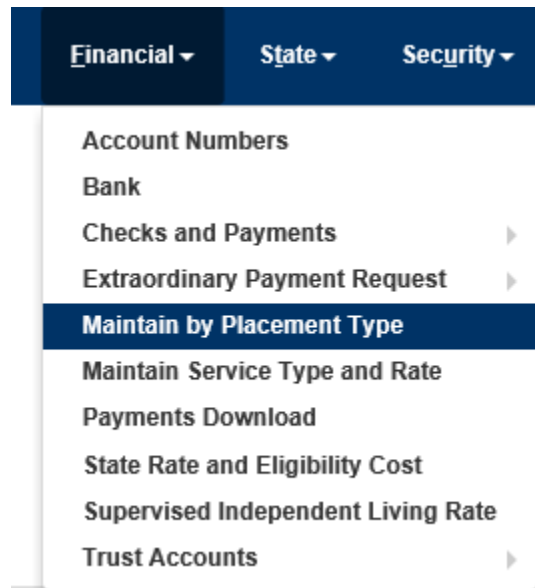 Financial State Security
Account Numbers
Bank
Checks and Payments
Extraordinary Payment Request
Maintain by Placement Type
Maintain Service Type and Rate
Payments Download
State Rate and Eligibility Cost
Supervised Independent Living Rate
Trust Accounts